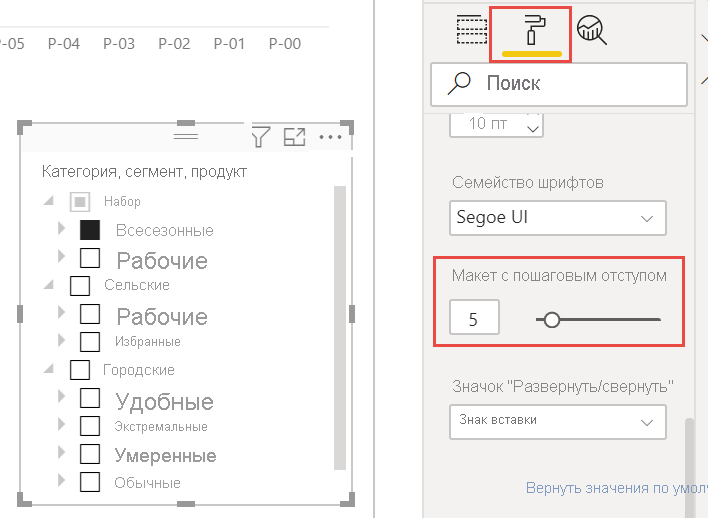 P-05 P-04 P-03 P-02 P-01 P-00
Категория, сегмент, продукт
Набор
Всесезонные
Рабочие
Сельские
Рабочие
Избранные
Городские
Удобные
Экстремальные
Умеренные
Обычные
Поиск
10 пт
Семейство шрифтов
Segoe UI
Макет с пошаговым отступом
5
Значок "Развернуть/свернуть"
Знак вставки
Вернуть значения по умол